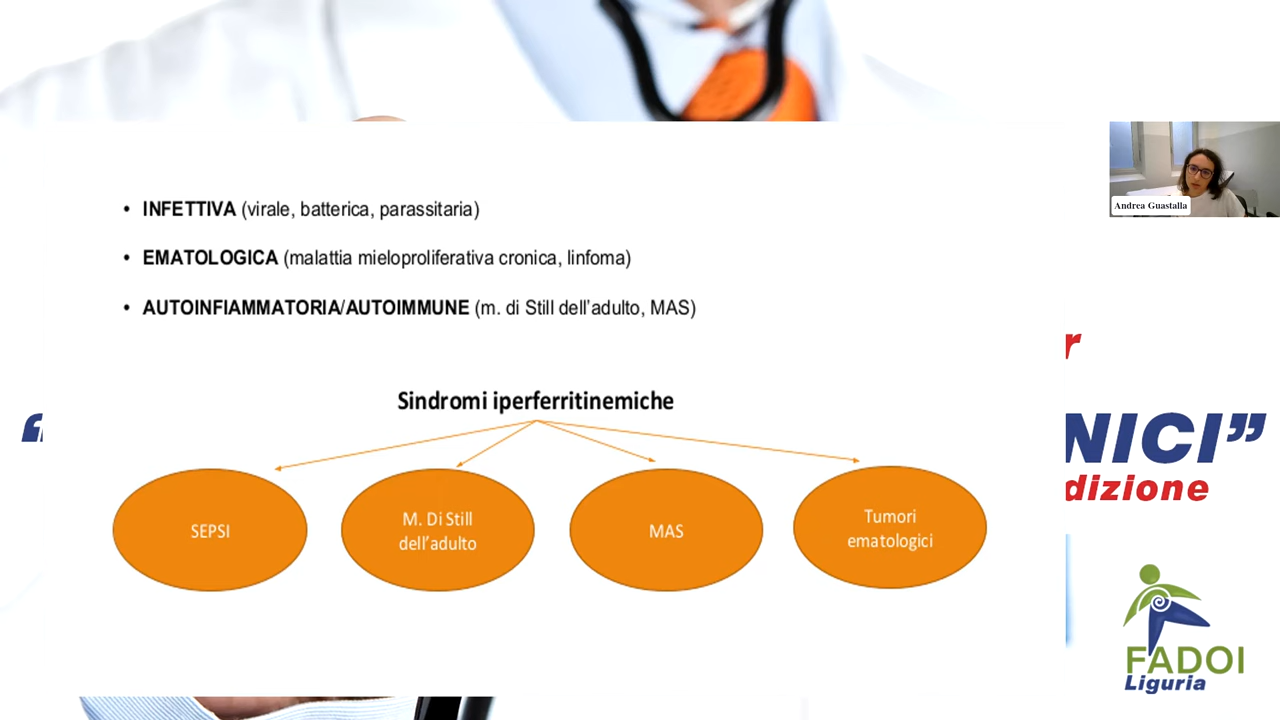 • INFETTIVA (virale, batterica, parassitaria)
• EMATOLOGICA (malattia mieloproliferativa cronica, linfoma)
• AUTOINFIAMMATORIA/AUTOIMMUNE (m. di Still dell'adulto, MAS)
Sindromi iperferritinemiche
SEPSI
M. Di Still
dell'adulto
MAS
Tumori
ematologici
Andrea Guastalla
r
NICI”
dizione
FADOI
Liguria